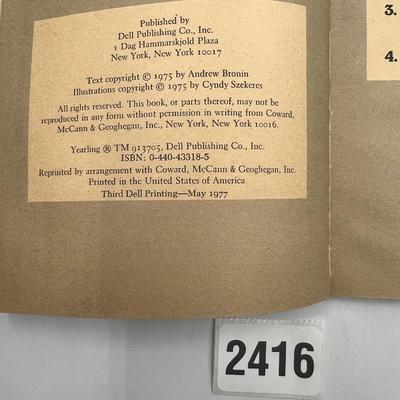 Published by
Dell Publishing Co., Inc.
1 Dag Hammarskjold Plaza
New York, New York 10017
Text copyright © 1975 by Andrew Bronin
Illustrations copyright © 1975 by Cyndy Szekeres
All rights reserved. This book, or parts thereof, may not be
reproduced in any form without permission in writing from Coward,
McCann & Geoghegan, Inc., New York, New York 10016.
Yearling ® TM 913705, Dell Publishing Co., Inc.
ISBN: 0-440-43318-5
Reprinted by arrangement with Coward, McCann & Geoghegan, Inc.
Printed in the United States of America
Third Dell Printing—May 1977
3.
4.
2416